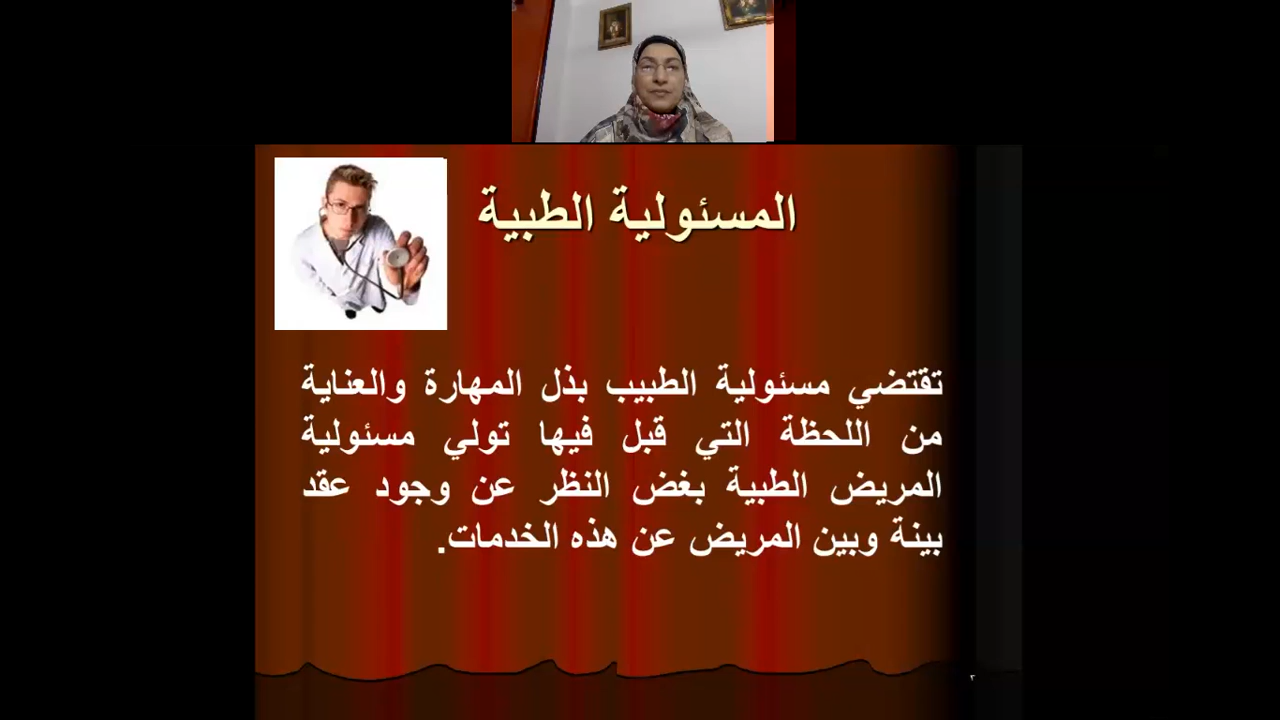 المسئولية الطبية
تقتضي مسئولية الطبيب بذل المهارة والعناية
من اللحظة التي قبل فيها تولي مسئولية
المريض الطبية بغض النظر عن وجود عقد
بينة وبين المريض عن هذه الخدمات.
٢